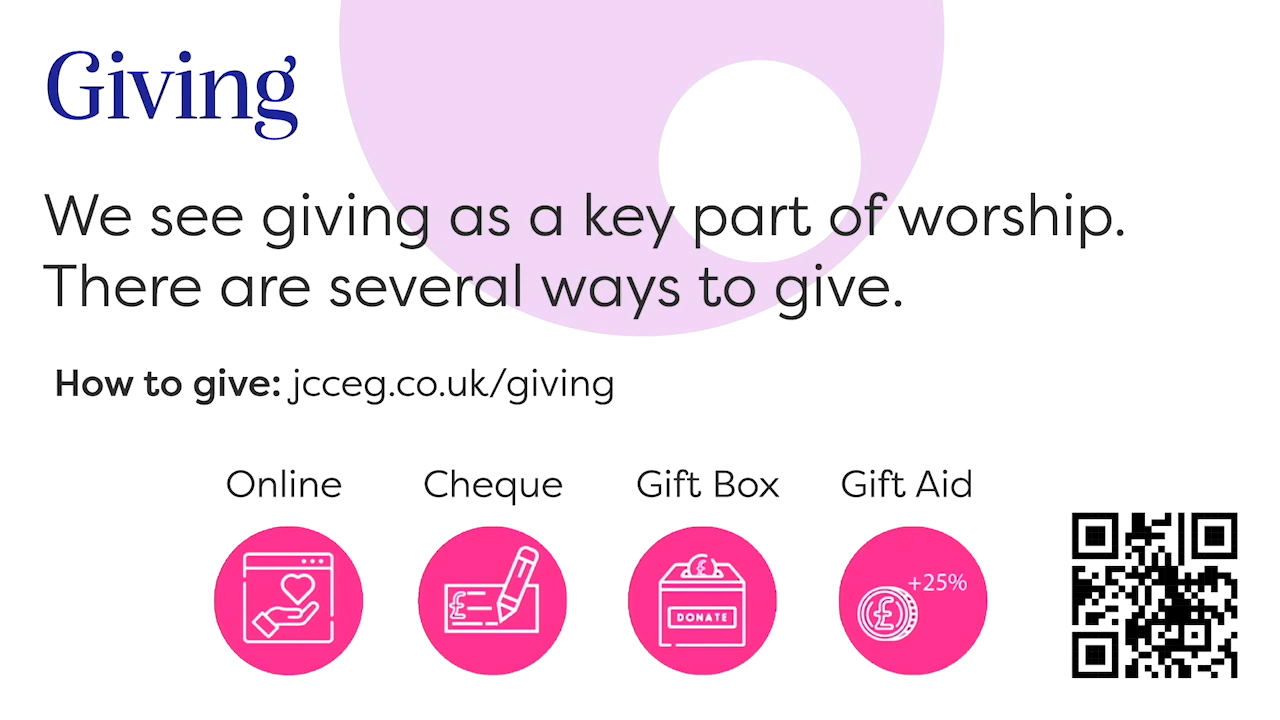 Giving
We see giving as a key part of worship.
There are several ways to give.
How to give: jcceg.co.uk/giving
Online Cheque Gift Box Gift Aid
£ £ DONATE £ +25%